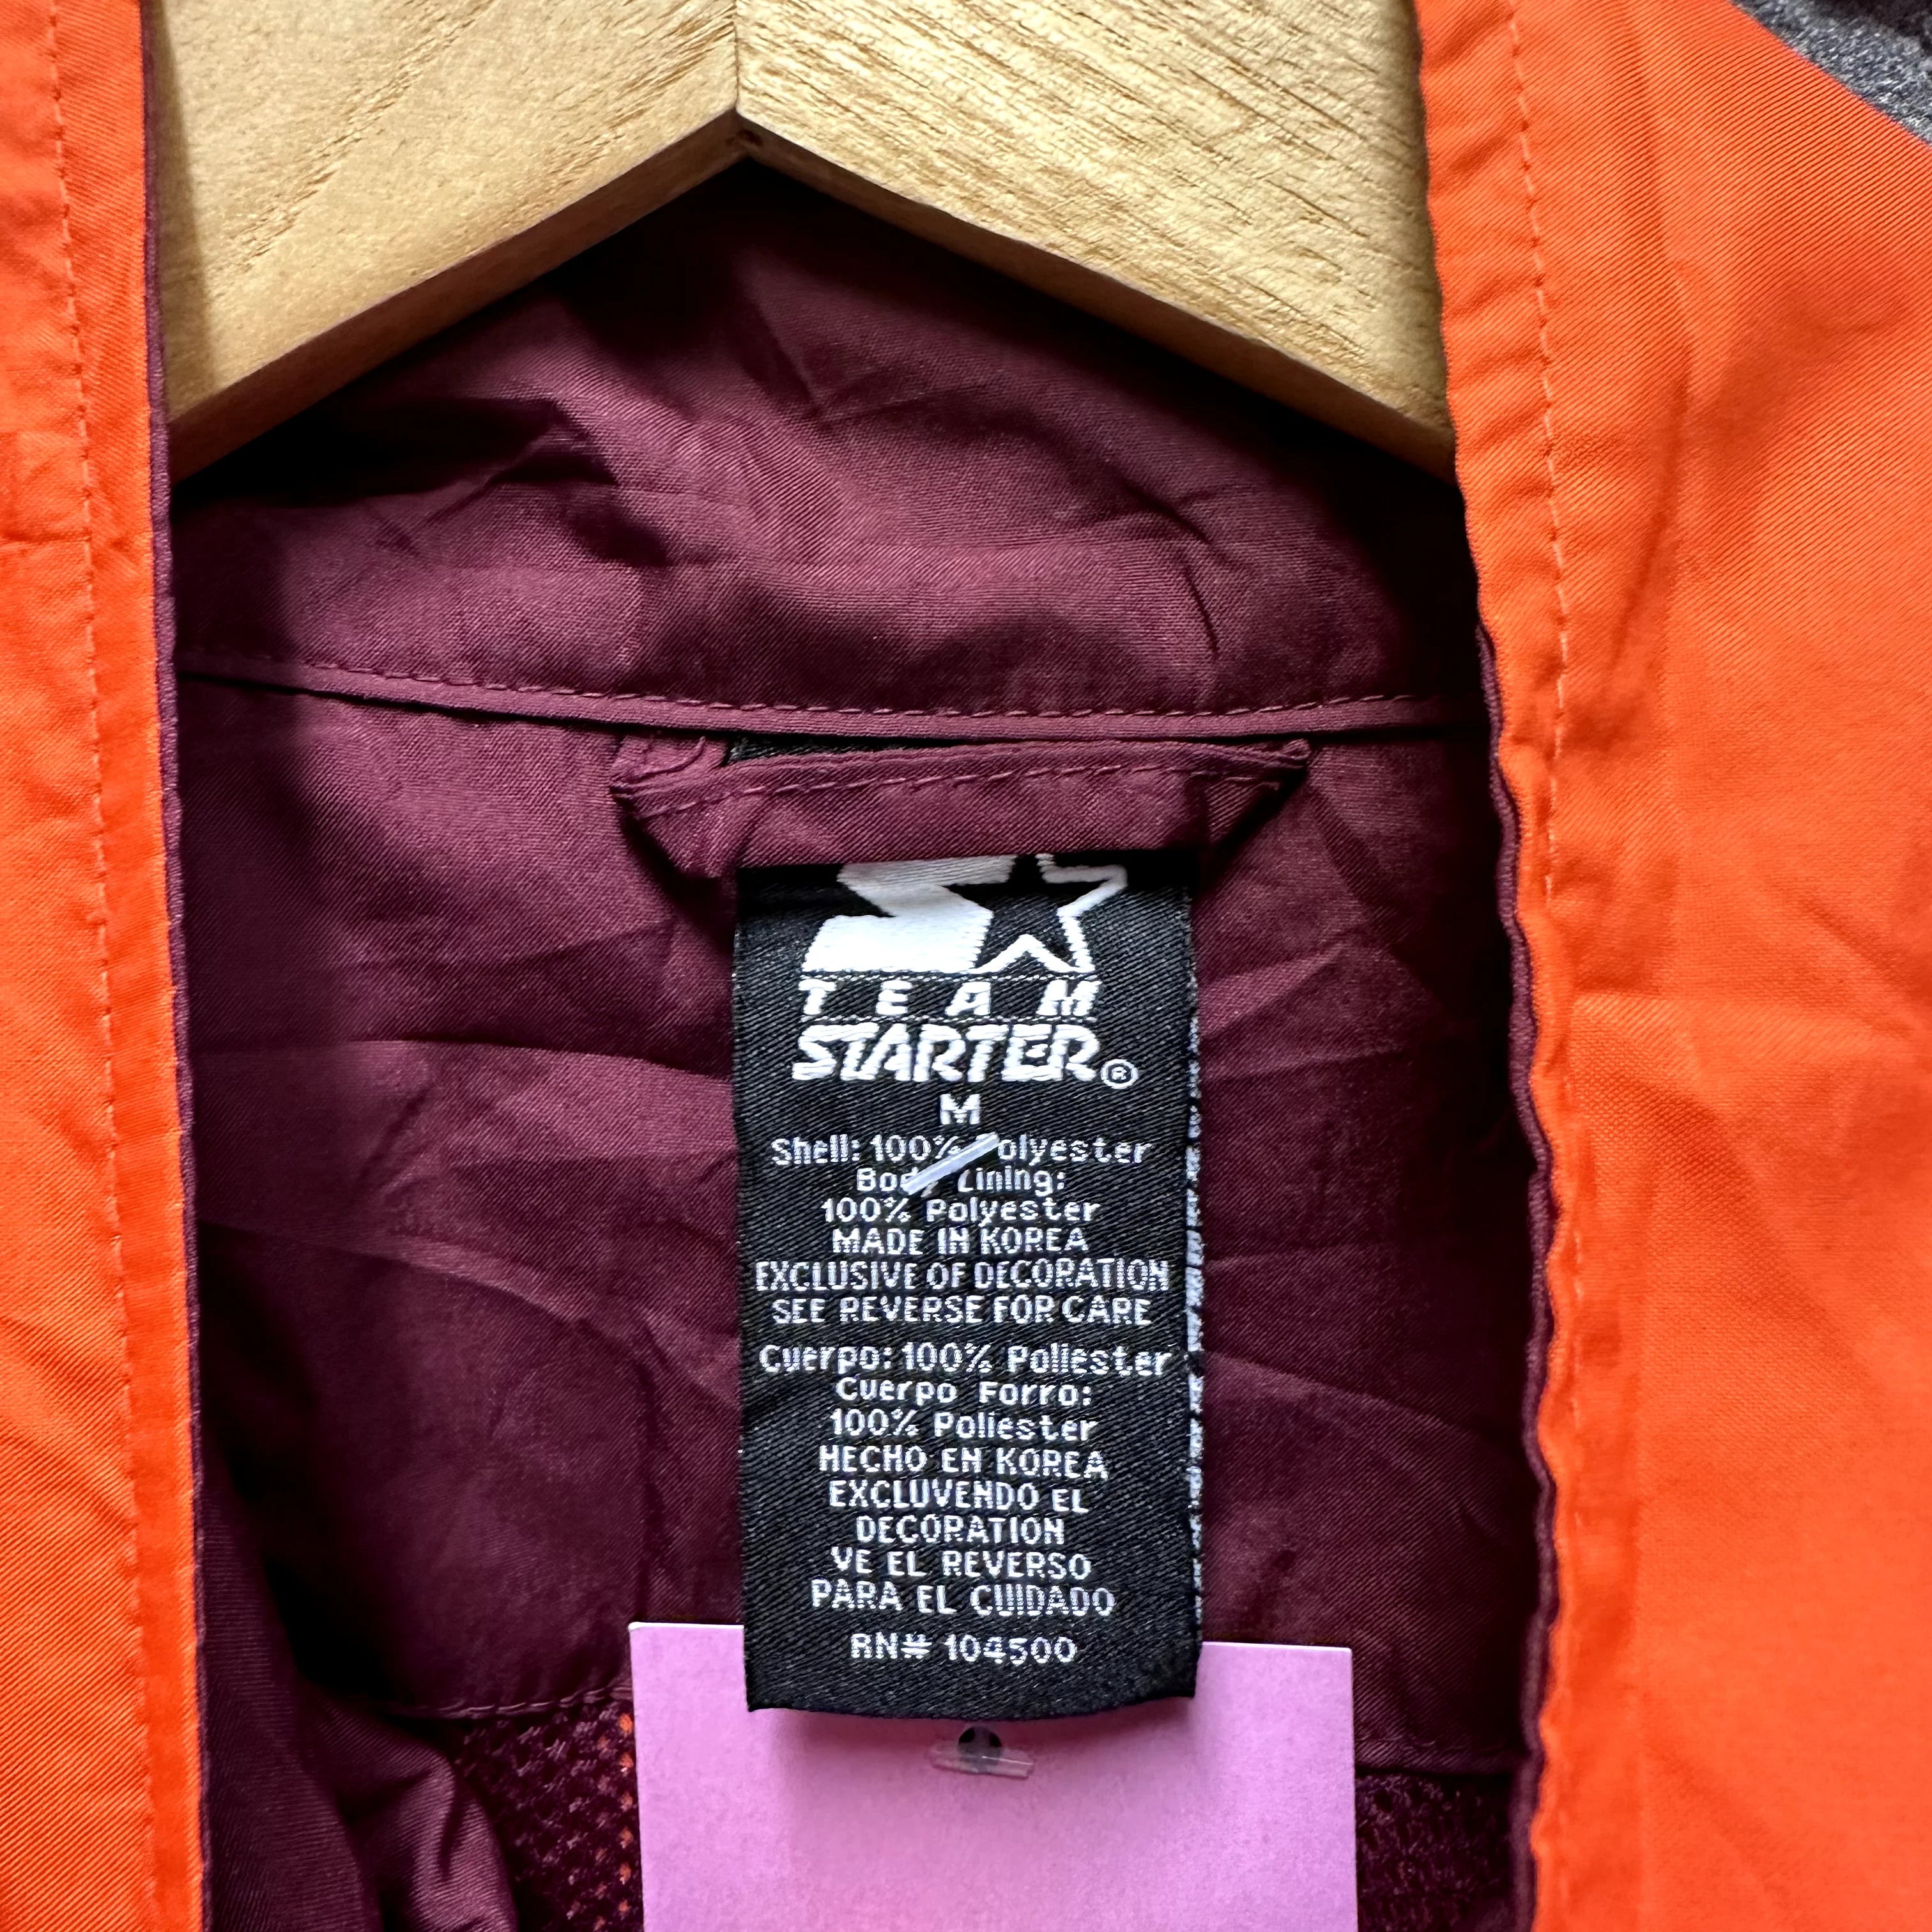 TEAM
STARTER®
M
Shell: 100% Polyester
Body Lining:
100% Polyester
MADE IN KOREA
EXCLUSIVE OF DECORATION
SEE REVERSE FOR CARE
Cuerpo: 100% Poliester
Cuerpo Forro:
100% Poliester
HECHO EN KOREA
EXCLUVENDO EL
DECORATION
VE EL REVERSO
PARA EL CUIDADO
RN# 104500